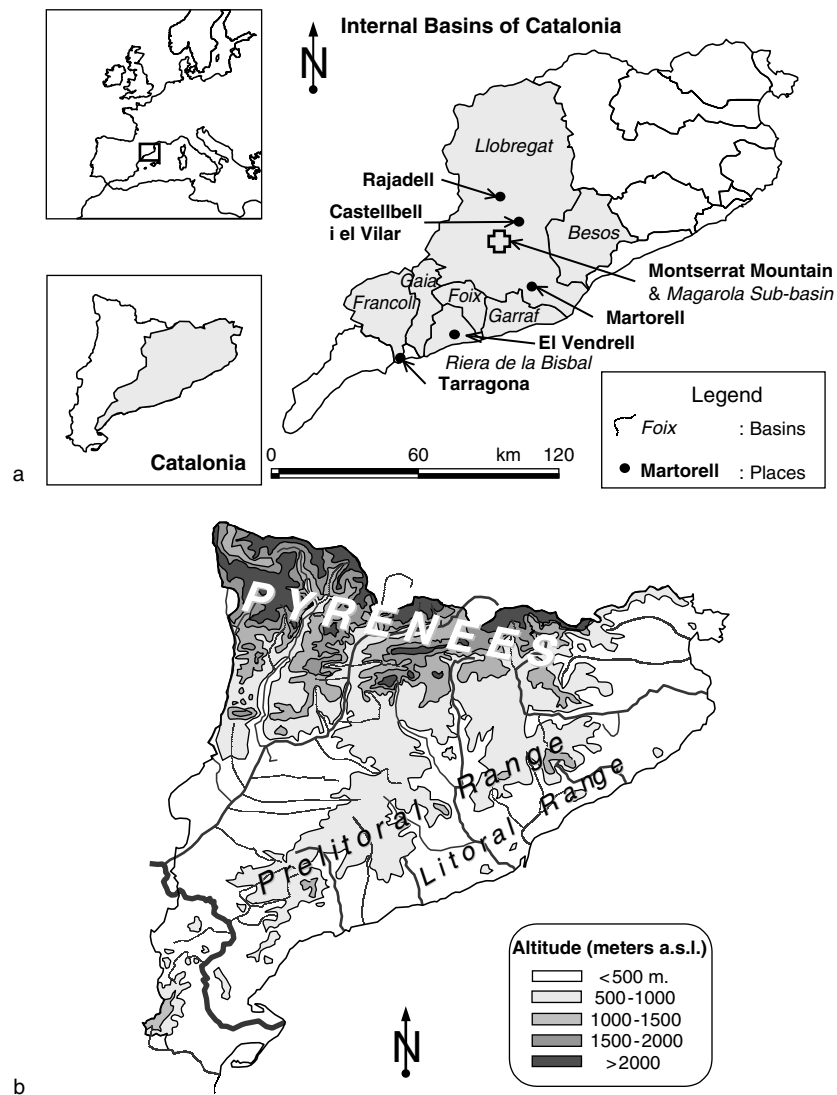 Internal Basins of Catalonia
N
Llobregat
Rajadell
Castellbell
i el Vilar
Besos
Montserrat Mountain
& Magarola Sub-basin
Gaia
Francolí
Foix
Garraf
Martorell
El Vendrell
Riera de la Bisbal
Tarragona
Catalonia
0 60 km 120
Legend
Foix : Basins
Martorell : Places
a
PYRENEES
Prelitoral Range
Litoral Range
Altitude (meters a.s.l.)
<500 m.
500-1000
1000-1500
1500-2000
>2000
N
b